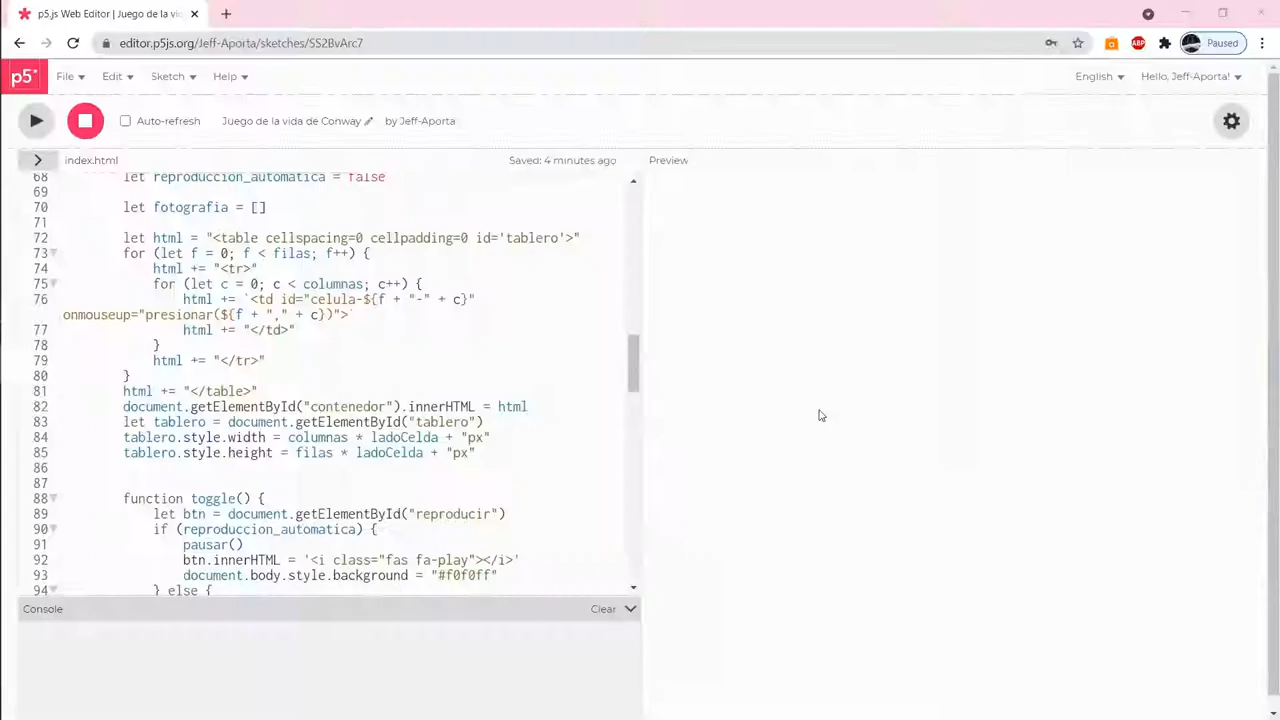 p5.js Web Editor | Juego de la vi
editor.p5js.org/Jeff-Aporta/sketches/SS2BvArc7
ABP
Paused
p5*
File
Edit
Sketch
Help
English
Hello, Jeff-Aporta!
Auto-refresh
Juego de la vida de Conway
by Jeff-Aporta
index.html
Saved: 4 minutes ago
Preview
68 let reproduccion_automatica = false
69
70 let fotografia = []
71
72 let html = "<table cellspacing=0 cellpadding=0 id='tablero'>"
73 for (let f = 0; f < filas; f++) {
74 html += "<tr>"
75 for (let c = 0; c < columnas; c++) {
76 html += `<td id="celula-${f + "-" + c}"
onmouseup="presionar(${f + "," + c})">`
77 html += "</td>"
78 }
79 html += "</tr>"
80 }
81 html += "</table>"
82 document.getElementById("contenedor").innerHTML = html
83 let tablero = document.getElementById("tablero")
84 tablero.style.width = columnas * ladoCelda + "px"
85 tablero.style.height = filas * ladoCelda + "px"
86
87
88 function toggle() {
89 let btn = document.getElementById("reproducir")
90 if (reproduccion_automatica) {
91 pausar()
92 btn.innerHTML = '<i class="fas fa-play"></i>'
93 document.body.style.background = "#f0f0ff"
94 } else {
Console
Clear